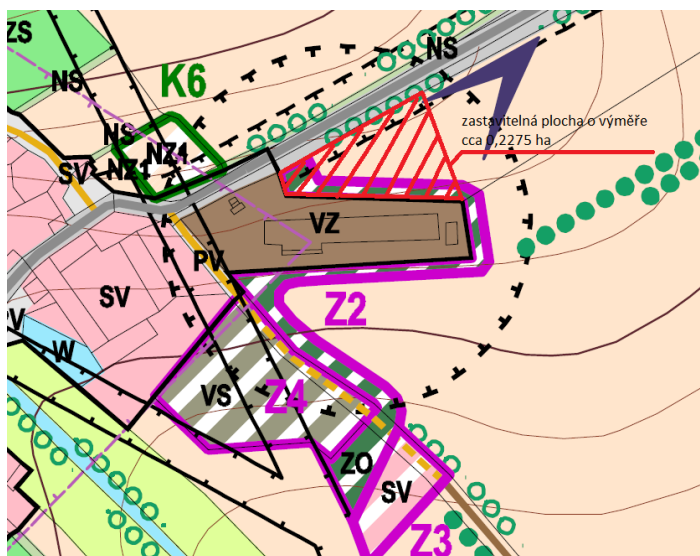 ZS
NS
K6
NS
NS
NZ1
NZ1
SV
zastavitelná plocha o výměře
cca 0,2275 ha
VZ
PV
SV
Z2
PV
W
VS
Z4
ZO
SV
Z3